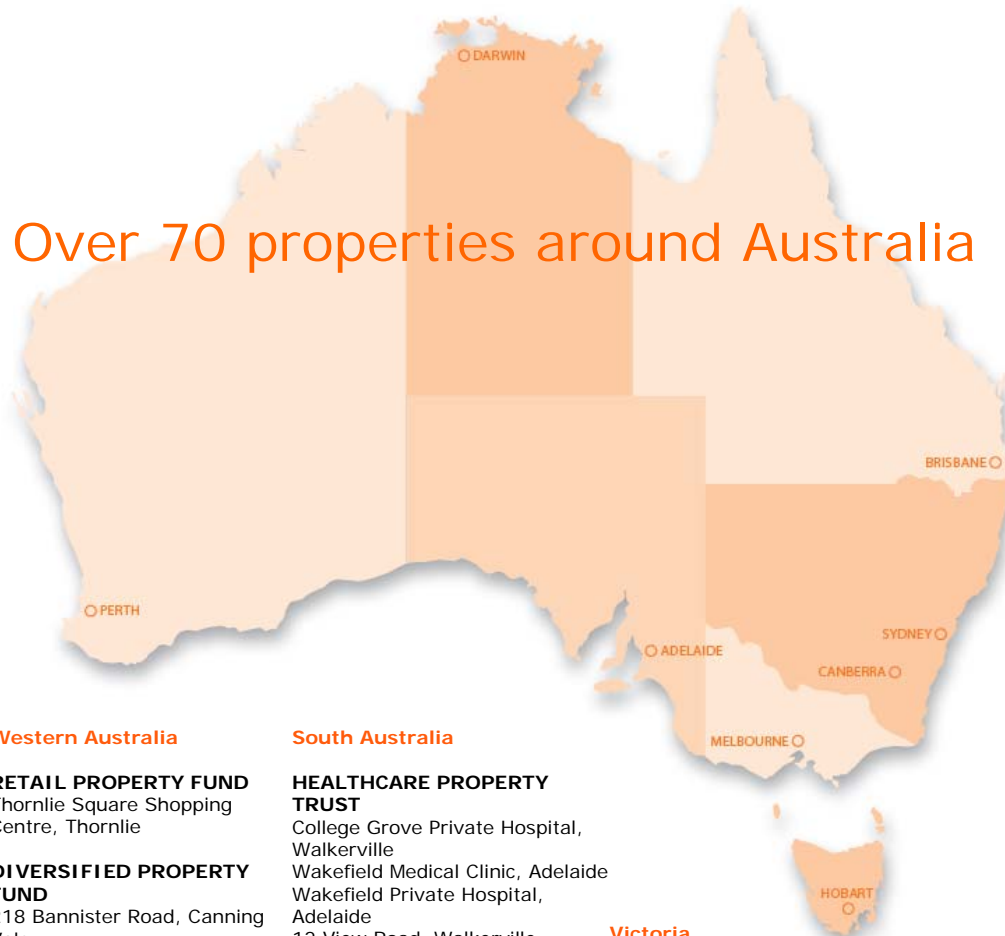 DARWIN
Over 70 properties around Australia
BRISBANE
PERTH
SYDNEY
ADELAIDE
CANBERRA
MELBOURNE
HOBART
Western Australia
RETAIL PROPERTY FUND
Thornlie Square Shopping
Centre, Thornlie
DIVERSIFIED PROPERTY
FUND
218 Bannister Road, Canning
South Australia
HEALTHCARE PROPERTY
TRUST
College Grove Private Hospital,
Walkerville
Wakefield Medical Clinic, Adelaide
Wakefield Private Hospital,
Adelaide
Victoria